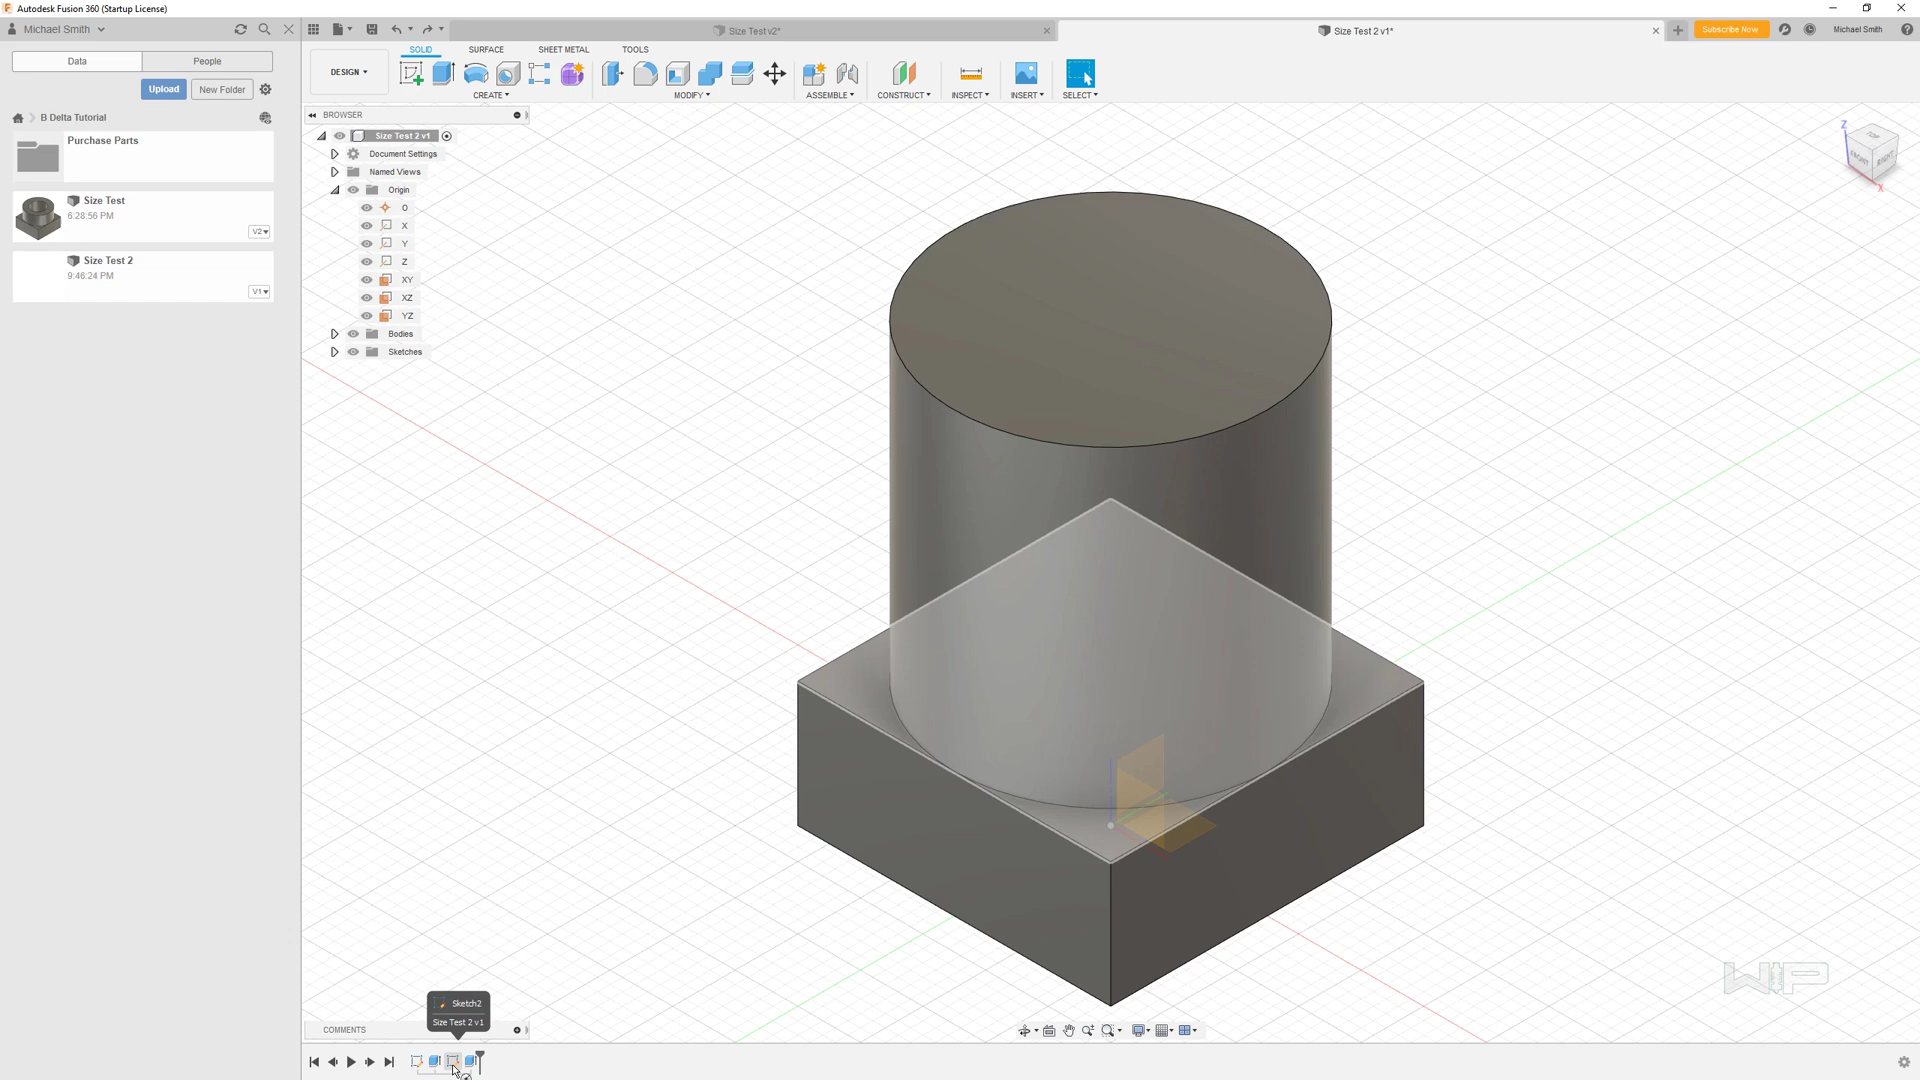 Autodesk Fusion 360 (Startup License)
Michael Smith
Size Test v2*
Size Test 2 v1*
Subscribe Now
Michael Smith
Data
People
Upload
New Folder
B Delta Tutorial
Purchase Parts
Size Test
6:28:56 PM
V2
Size Test 2
9:46:24 PM
V1
DESIGN
SOLID
SURFACE
SHEET METAL
TOOLS
CREATE
MODIFY
ASSEMBLE
CONSTRUCT
INSPECT
INSERT
SELECT
BROWSER
Size Test 2 v1
Document Settings
Named Views
Origin
O
X
Y
Z
XY
XZ
YZ
Bodies
Sketches
Z
TOP
FRONT
RIGHT
X
Sketch2
Size Test 2 v1
COMMENTS
WIP